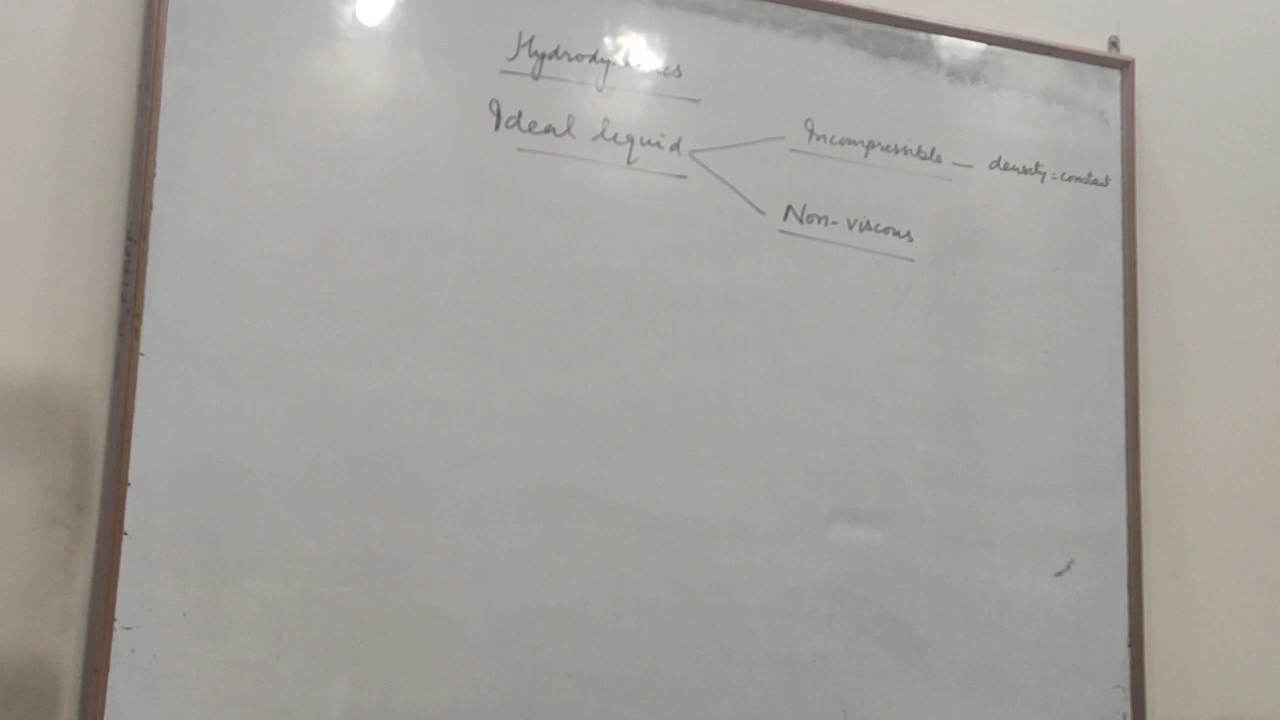 Hydrodynamics
Ideal liquid
Incompressible — density = constant
Non-viscous